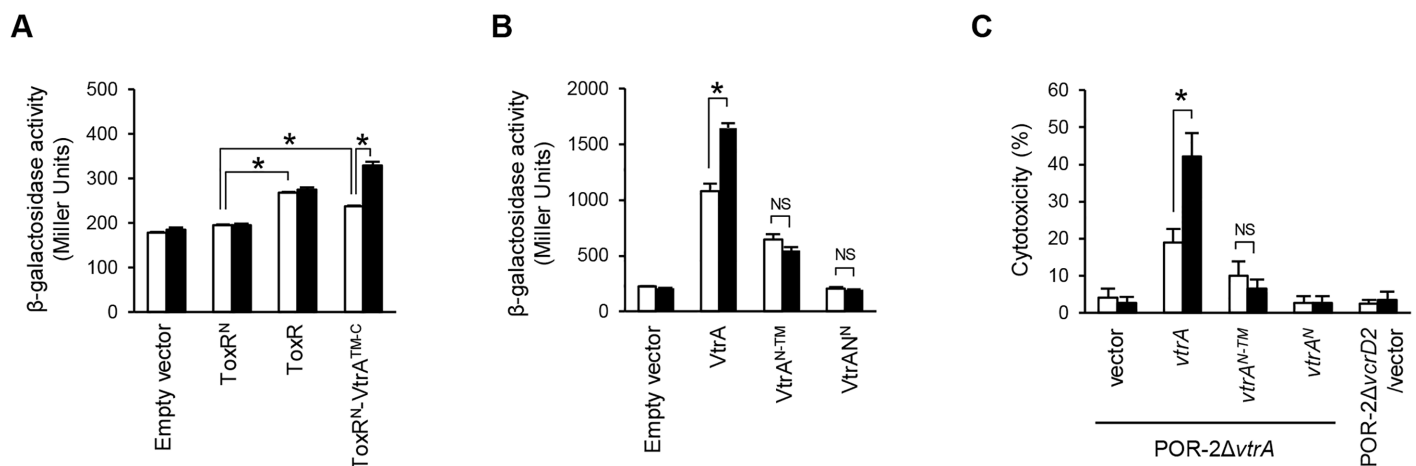 A
β-galactosidase activity
(Miller Units)
500
400
300
200
100
0
*
*
*
Empty vector
ToxRᴺ
ToxR
ToxRᴺ-VtrAᵀᴹ⁻ᶜ
B
β-galactosidase activity
(Miller Units)
2000
1500
1000
500
0
*
NS
NS
Empty vector
VtrA
VtrAᴺ⁻ᵀᴹ
VtrANᴺ
C
Cytotoxicity (%)
60
50
40
30
20
10
0
*
NS
vector
vtrA
vtrAᴺ⁻ᵀᴹ
vtrAᴺ
POR-2ΔvcrD2
/vector
POR-2ΔvtrA